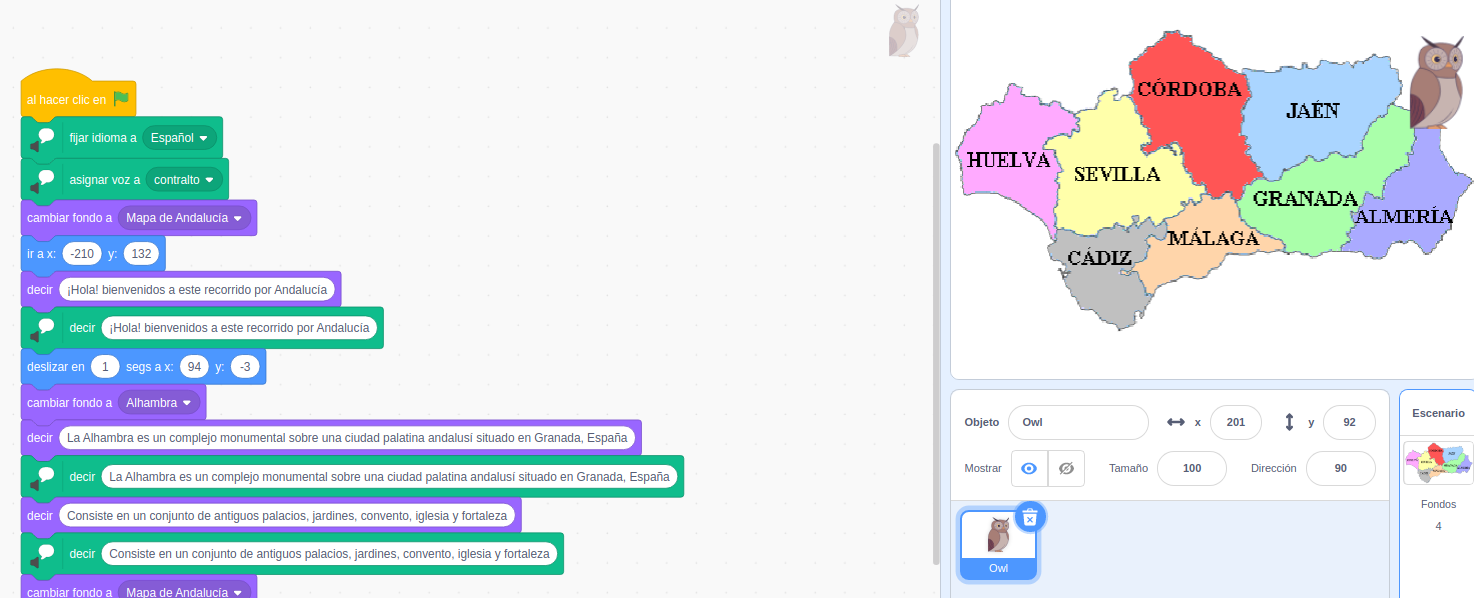 al hacer clic en
fijar idioma a Español
asignar voz a contralto
cambiar fondo a Mapa de Andalucía
ir a x: -210 y: 132
decir ¡Hola! bienvenidos a este recorrido por Andalucía
decir ¡Hola! bienvenidos a este recorrido por Andalucía
deslizar en 1 segs a x: 94 y: -3
cambiar fondo a Alhambra
decir La Alhambra es un complejo monumental sobre una ciudad palatina andalusí situado en Granada, España
decir La Alhambra es un complejo monumental sobre una ciudad palatina andalusí situado en Granada, España
decir Consiste en un conjunto de antiguos palacios, jardines, convento, iglesia y fortaleza
decir Consiste en un conjunto de antiguos palacios, jardines, convento, iglesia y fortaleza
cambiar fondo a Mapa de Andalucía
CÓRDOBA
JAÉN
HUELVA
SEVILLA
GRANADA
ALMERÍA
MÁLAGA
CÁDIZ
Objeto Owl x 201 y 92
Mostrar Tamaño 100 Dirección 90
Owl
Escenario
Fondos
4